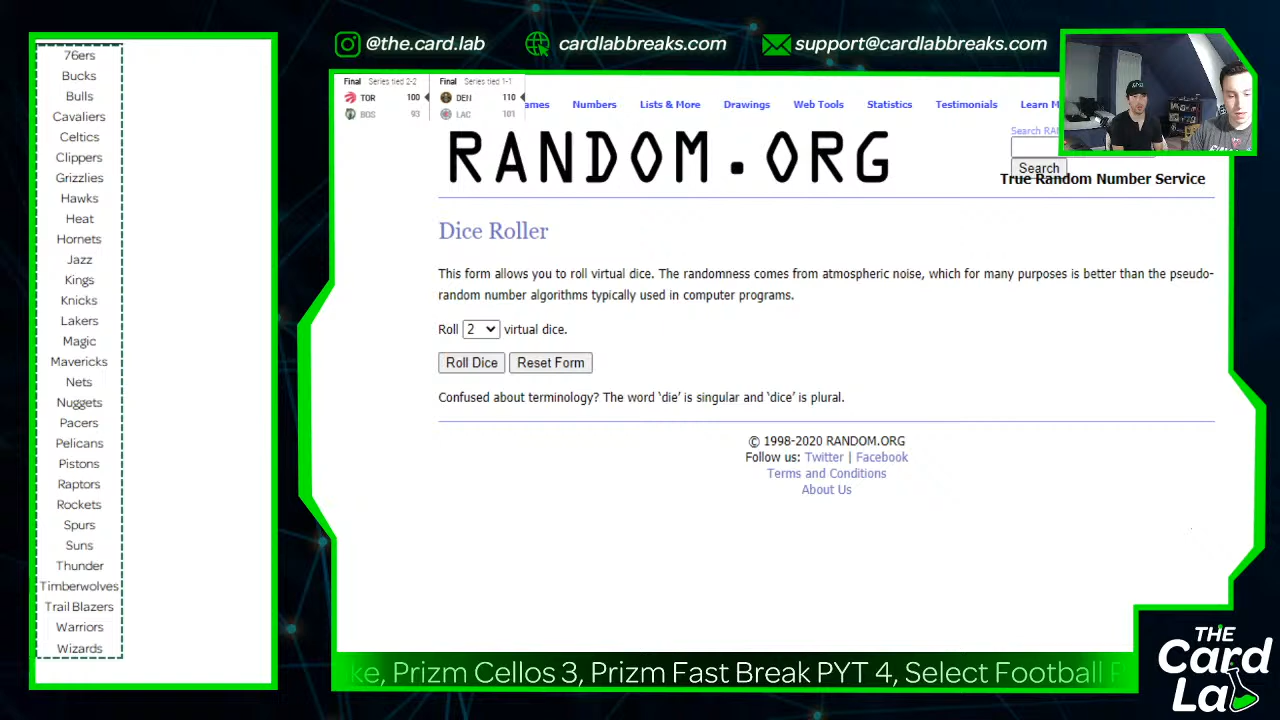 @the.card.lab
cardlabbreaks.com
support@cardlabbreaks.com
76ers
Bucks
Bulls
Cavaliers
Celtics
Clippers
Grizzlies
Hawks
Heat
Hornets
Jazz
Kings
Knicks
Lakers
Magic
Mavericks
Nets
Nuggets
Pacers
Pelicans
Pistons
Raptors
Rockets
Spurs
Suns
Thunder
Timberwolves
Trail Blazers
Warriors
Wizards
Final Series tied 2-2
TOR 100
BOS 93
Final Series tied 1-1
DEN 110
LAC 101
ames Numbers Lists & More Drawings Web Tools Statistics Testimonials Learn M
RANDOM.ORG
Search RAN
Search
True Random Number Service
Dice Roller
This form allows you to roll virtual dice. The randomness comes from atmospheric noise, which for many purposes is better than the pseudo-
random number algorithms typically used in computer programs.
Roll 2 virtual dice.
Roll Dice Reset Form
Confused about terminology? The word ‘die’ is singular and ‘dice’ is plural.
© 1998-2020 RANDOM.ORG
Follow us: Twitter | Facebook
Terms and Conditions
About Us
ke, Prizm Cellos 3, Prizm Fast Break PYT 4, Select Football
THE
Card
Lab